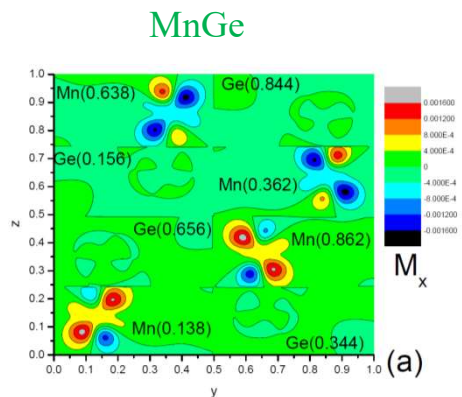 MnGe
1.0
0.9
0.8
0.7
0.6
0.5
0.4
0.3
0.2
0.1
0.0
z
Mn(0.638)
Ge(0.844)
Ge(0.156)
Mn(0.362)
Ge(0.656)
Mn(0.862)
Mn(0.138)
Ge(0.344)
0.0 0.1 0.2 0.3 0.4 0.5 0.6 0.7 0.8 0.9 1.0
y
0.001600
0.001200
8.000E-4
4.000E-4
0
-4.000E-4
-8.000E-4
-0.001200
-0.001600
Mx
(a)